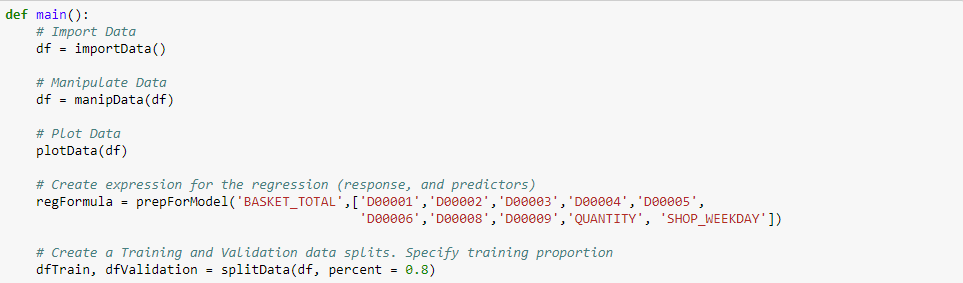 def main():
    # Import Data
    df = importData()
    # Manipulate Data
    df = manipData(df)
    # Plot Data
    plotData(df)
    # Create expression for the regression (response, and predictors)
    regFormula = prepForModel('BASKET_TOTAL',['D00001','D00002','D00003','D00004','D00005',
                                              'D00006','D00008','D00009','QUANTITY', 'SHOP_WEEKDAY'])
    # Create a Training and Validation data splits. Specify training proportion
    dfTrain, dfValidation = splitData(df, percent = 0.8)